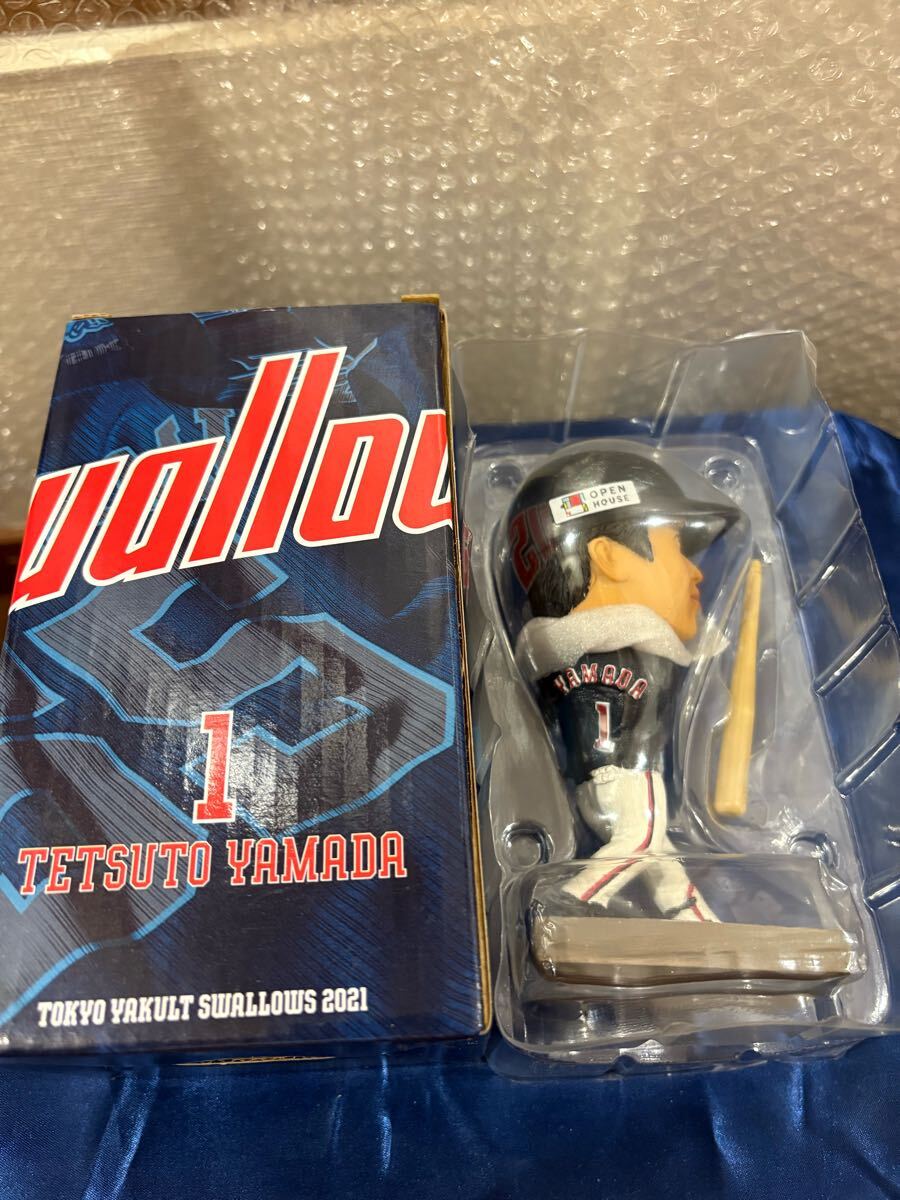 wallow
1
TETSUTO YAMADA
TOKYO YAKULT SWALLOWS 2021
OPEN
HOUSE
YAMADA
1